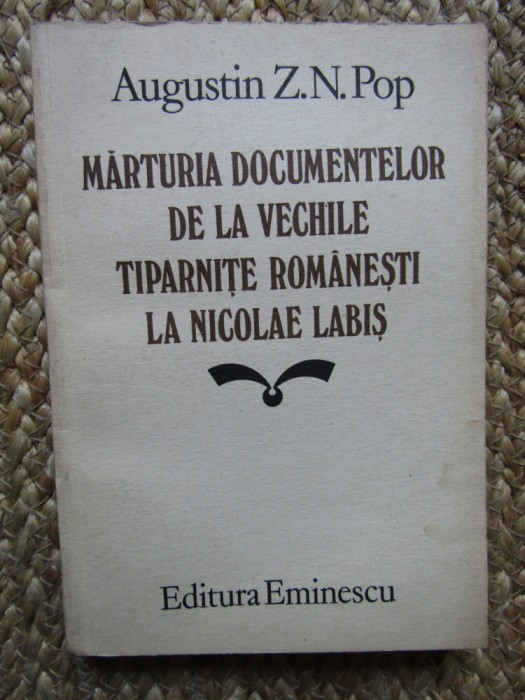 Augustin Z.N. Pop
MĂRTURIA DOCUMENTELOR
DE LA VECHILE
TIPARNIȚE ROMÂNEȘTI
LA NICOLAE LABIȘ
Editura Eminescu